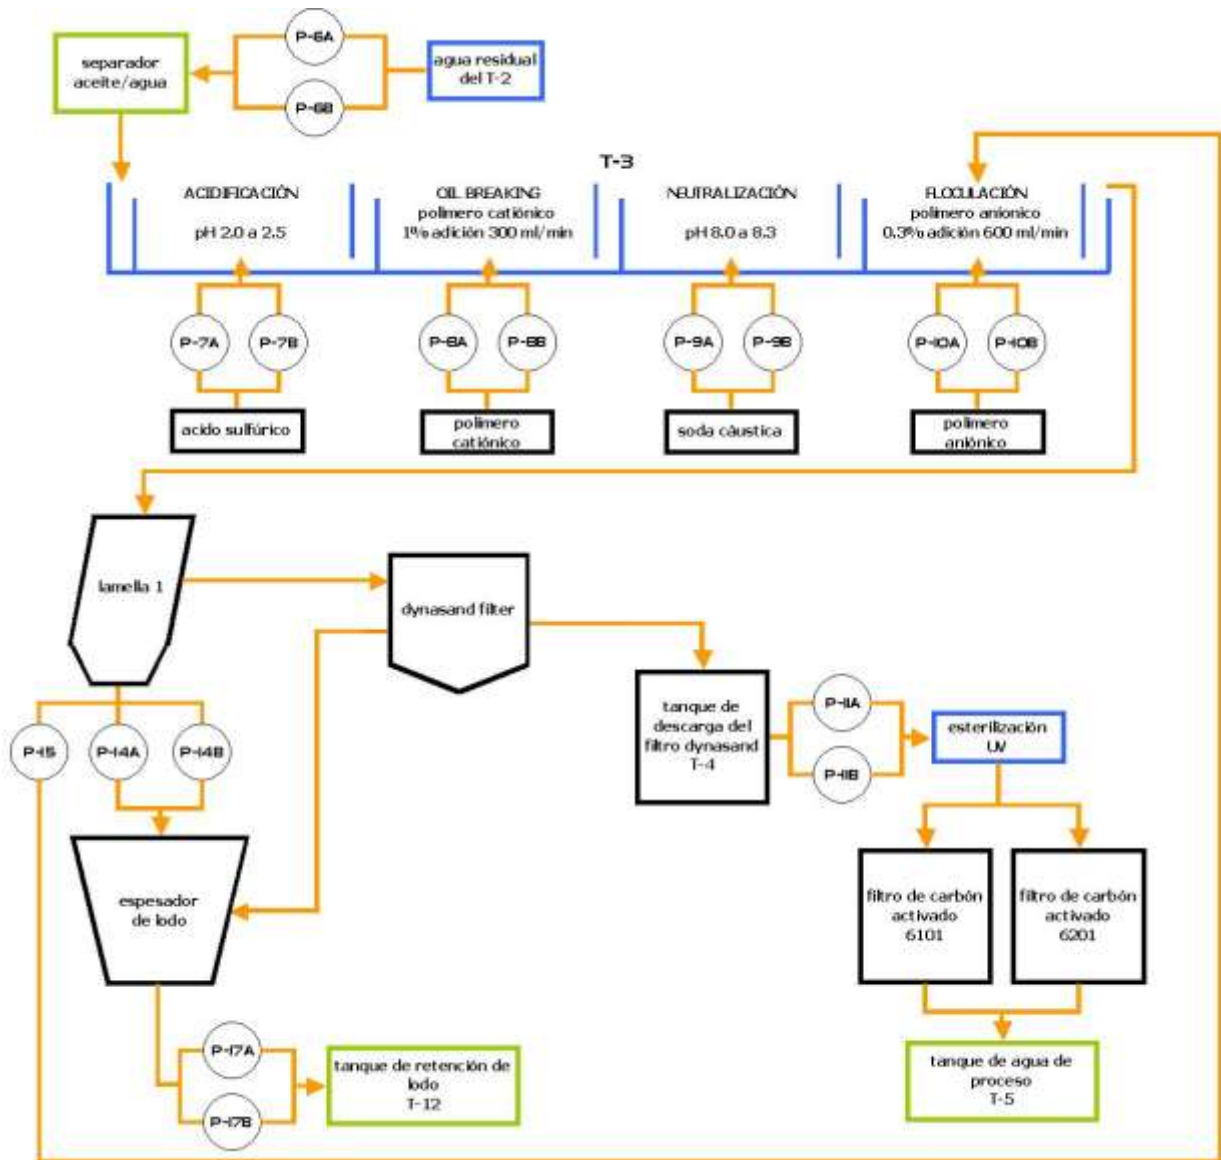 P-6A
separador
aceite/agua
agua residual
del T-2
P-6B
T-3
ACIDIFICACIÓN
pH 2.0 a 2.5
OIL BREAKING
polímero catiónico
1% adición 300 ml/min
NEUTRALIZACIÓN
pH 8.0 a 8.3
FLOCULACIÓN
polímero aníonico
0.3% adición 600 ml/min
P-7A
P-7B
P-8A
P-8B
P-9A
P-9B
P-10A
P-10B
acido sulfúrico
polímero
catiónico
soda cáustica
polímero
aniónico
lamella 1
dynasand filter
P-15
P-14A
P-14B
tanque de
descarga del
filtro dynasand
T-4
P-11A
P-11B
esterilización
UV
espesador
de lodo
filtro de carbón
activado
6101
filtro de carbón
activado
6201
P-17A
P-17B
tanque de retención de
lodo
T-12
tanque de agua de
proceso
T-5